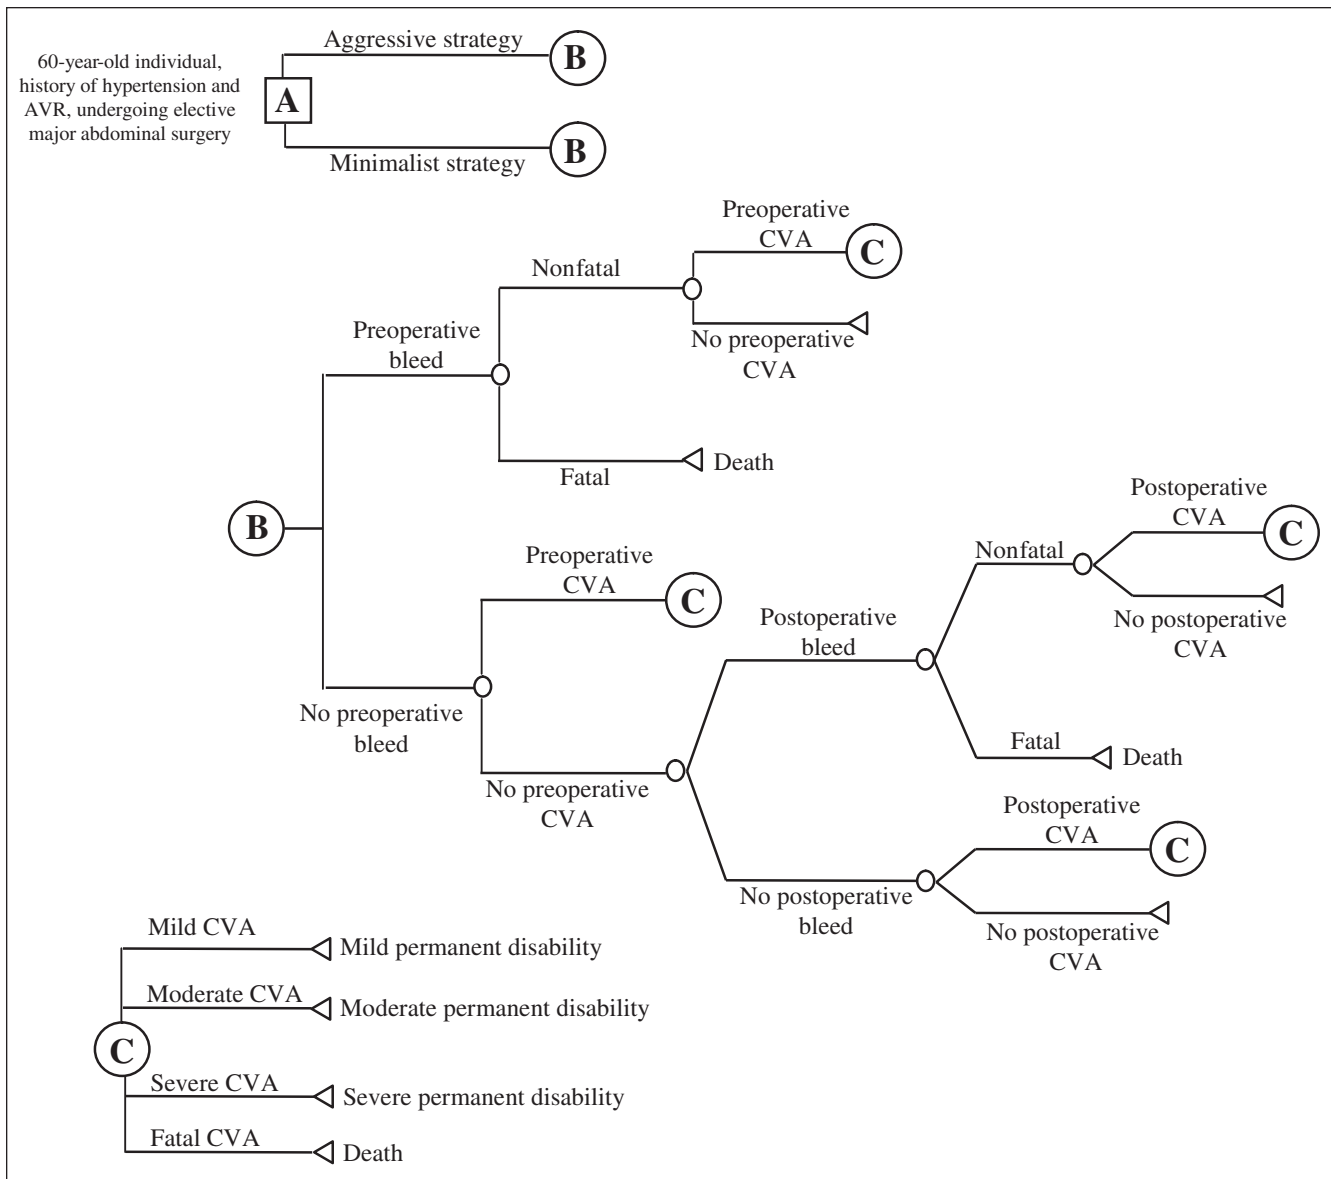 Aggressive strategy
B
60-year-old individual,
history of hypertension and
AVR, undergoing elective
major abdominal surgery
A
B
Minimalist strategy
Preoperative
CVA
C
Nonfatal
No preoperative
CVA
Preoperative
bleed
Fatal
Death
B
Preoperative
CVA
C
No preoperative
bleed
No preoperative
CVA
Postoperative
bleed
Nonfatal
Postoperative
CVA
C
No postoperative
CVA
Fatal
Death
No postoperative
bleed
Postoperative
CVA
C
No postoperative
CVA
Mild CVA
Mild permanent disability
Moderate CVA
Moderate permanent disability
C
Severe CVA
Severe permanent disability
Fatal CVA
Death